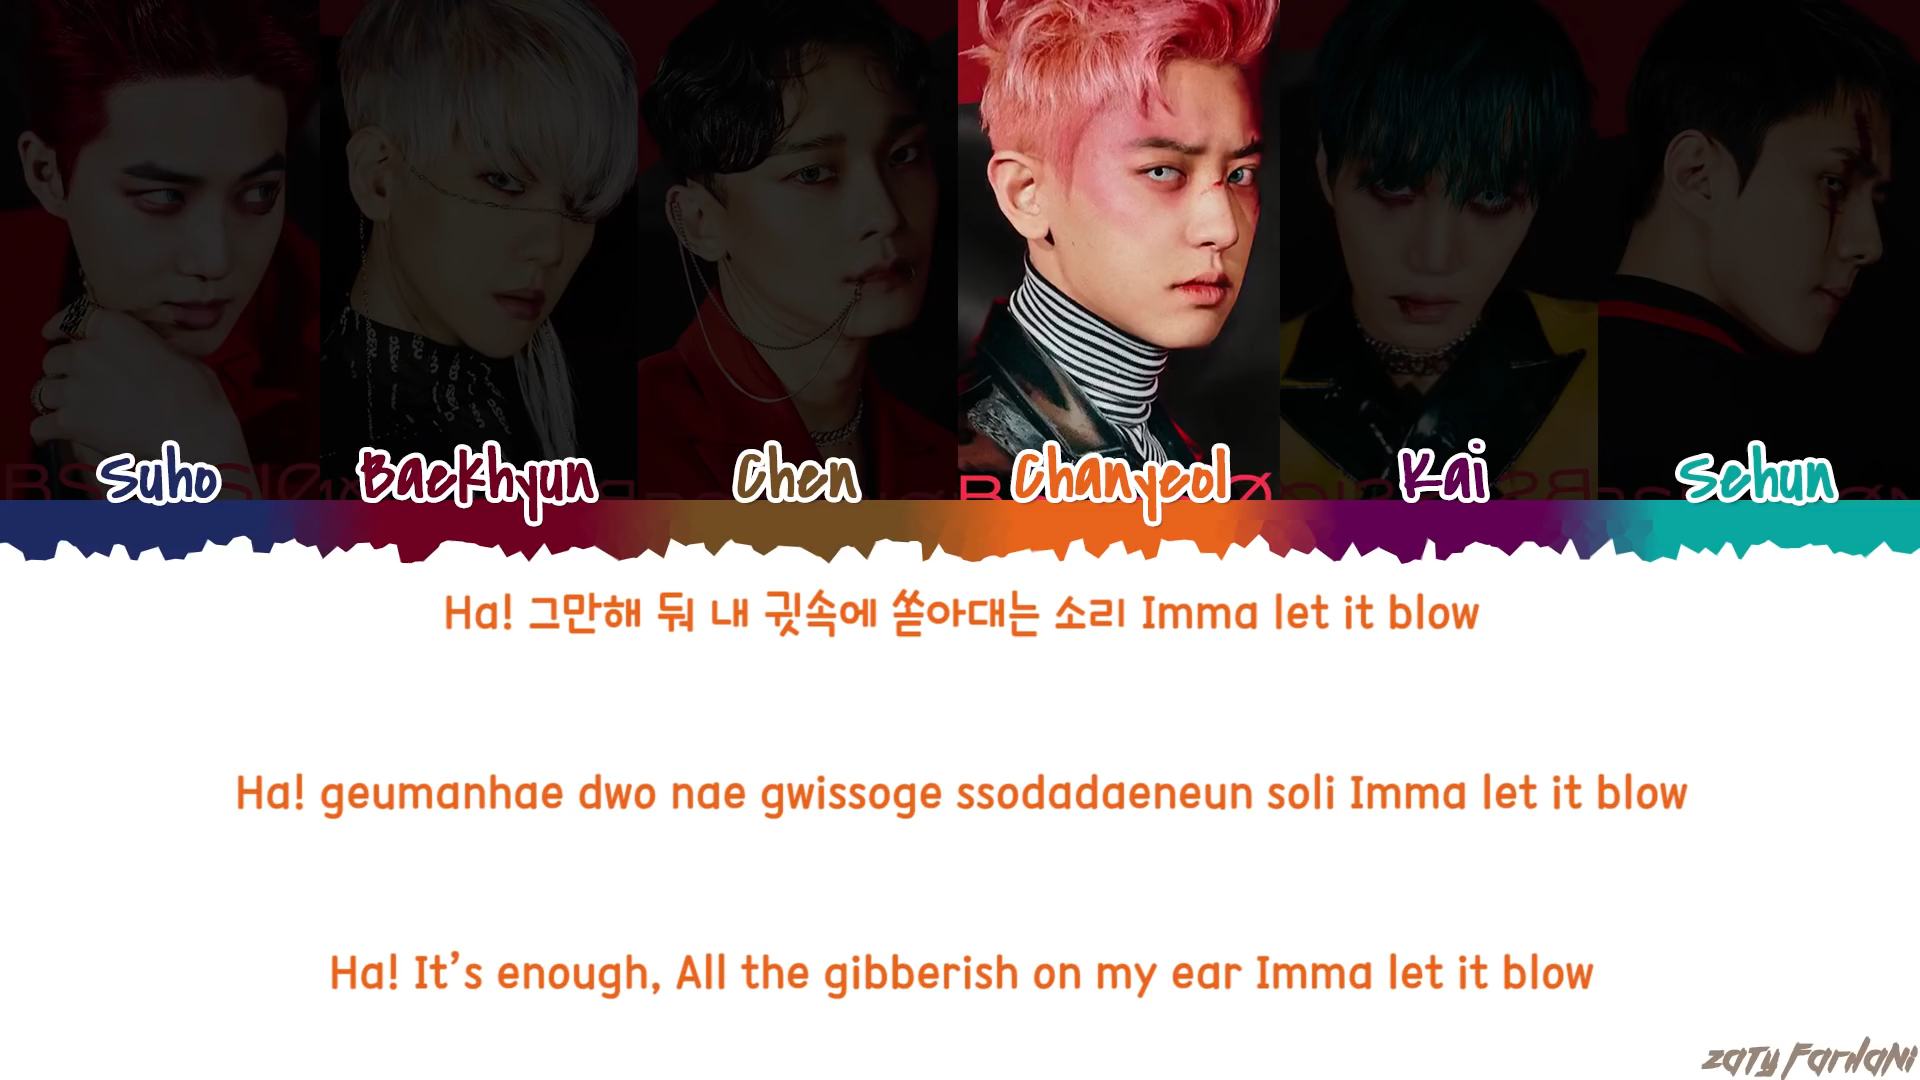 Suho
Baekhyun
Chen
Chanyeol
Kai
Sehun
Ha! 그만해 둬 내 귓속에 쏟아대는 소리 Imma let it blow
Ha! geumanhae dwo nae gwissoge ssodadaeneun soli Imma let it blow
Ha! It’s enough, All the gibberish on my ear Imma let it blow
ZATY FARHANI